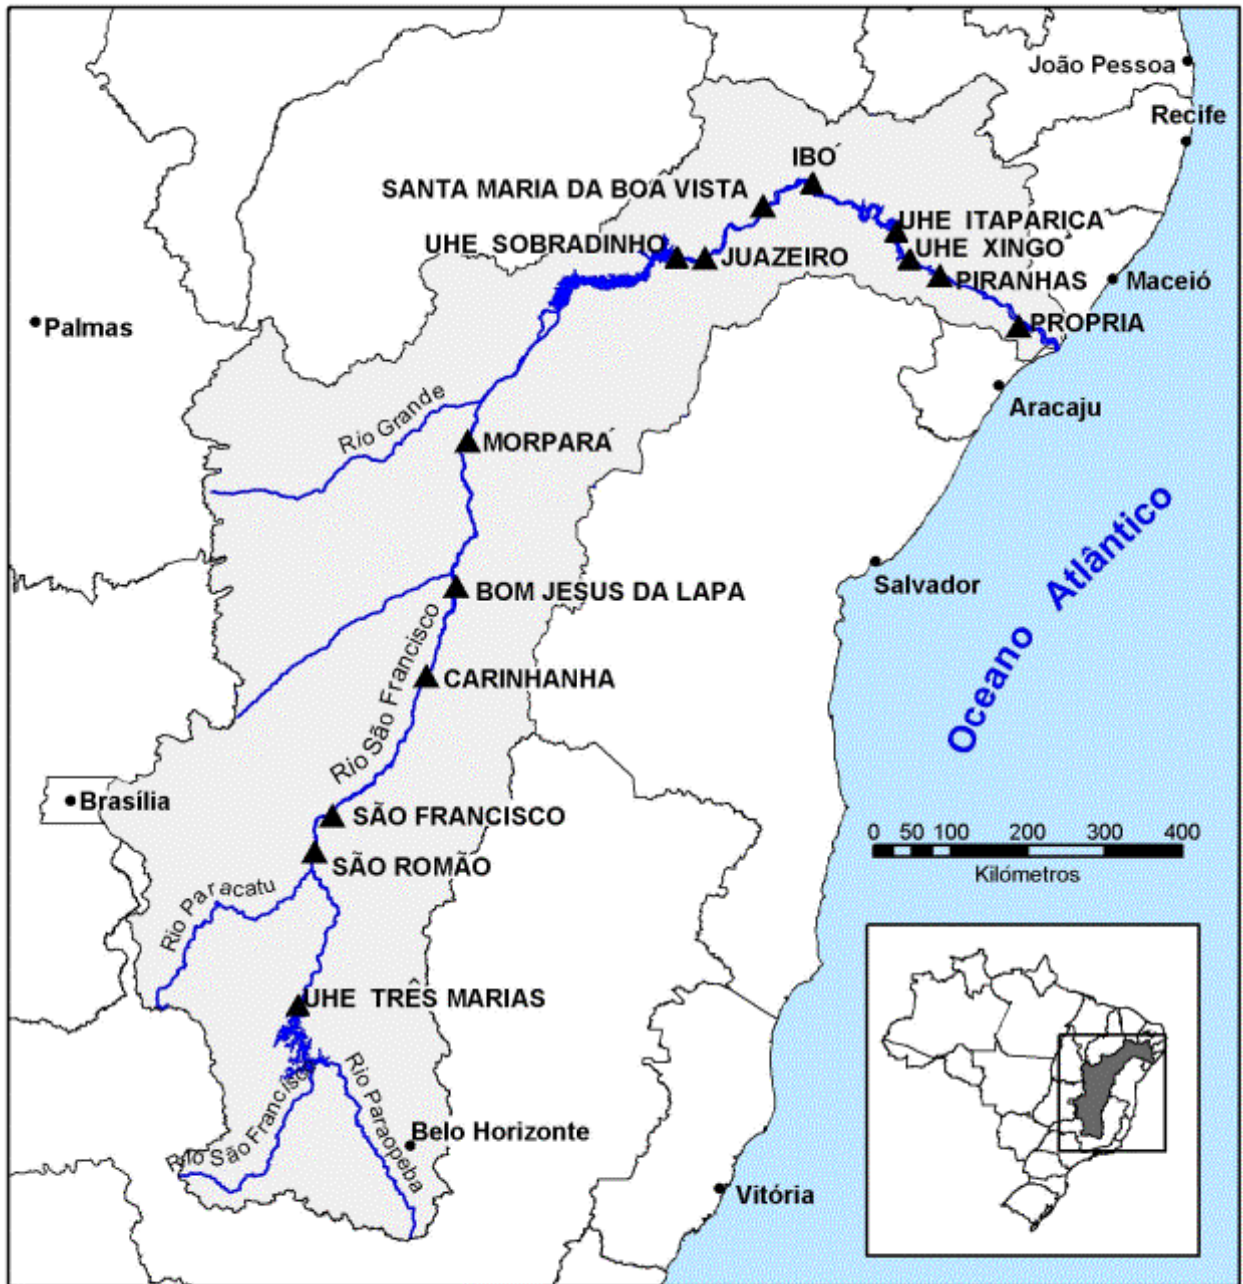 João Pessoa
Recife
IBÓ
SANTA MARIA DA BOA VISTA
UHE ITAPARICA
UHE SOBRADINHO
JUAZEIRO
UHE XINGÓ
PIRANHAS
Maceió
Palmas
PROPRIA
Aracaju
Rio Grande
MORPARÁ
Oceano Atlântico
Salvador
BOM JESUS DA LAPA
Rio São Francisco
CARINHANHA
Brasília
SÃO FRANCISCO
SÃO ROMÃO
0 50 100 200 300 400
Kilómetros
Rio Paracatu
UHE TRÊS MARIAS
Rio São Francisco
Rio Paraopeba
Belo Horizonte
Vitória